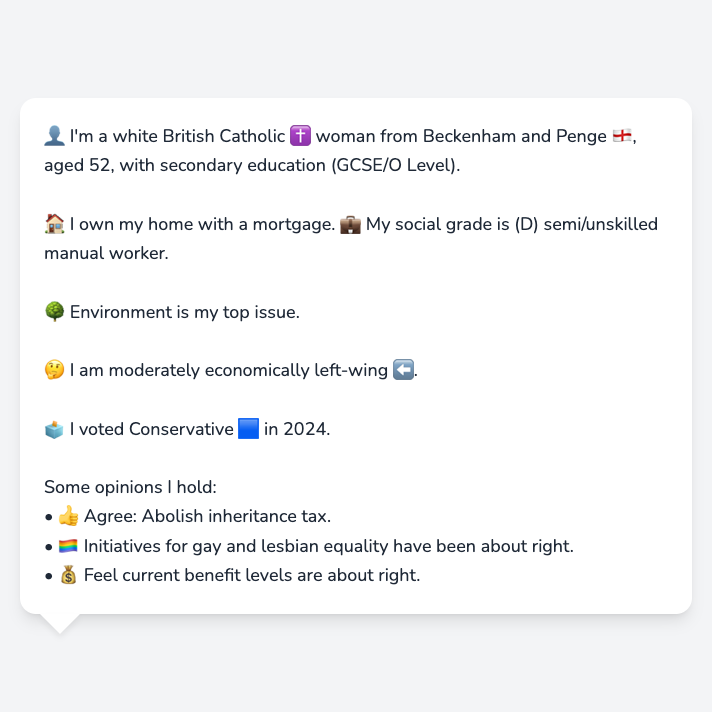 👤 I'm a white British Catholic ✝️ woman from Beckenham and Penge 🏴󠁧󠁢󠁥󠁮󠁧󠁿,
aged 52, with secondary education (GCSE/O Level).
🏠 I own my home with a mortgage. 💼 My social grade is (D) semi/unskilled
manual worker.
🌳 Environment is my top issue.
🤔 I am moderately economically left-wing ⬅️.
🗳️ I voted Conservative 🟦 in 2024.
Some opinions I hold:
• 👍 Agree: Abolish inheritance tax.
• 🏳️‍🌈 Initiatives for gay and lesbian equality have been about right.
• 💰 Feel current benefit levels are about right.